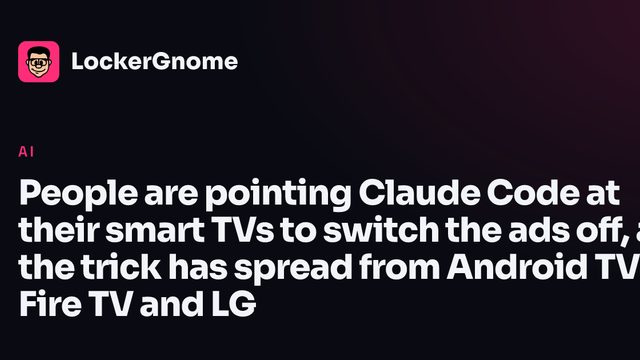 LockerGnome
AI
People are pointing Claude Code at
their smart TVs to switch the ads off,
the trick has spread from Android TV
Fire TV and LG